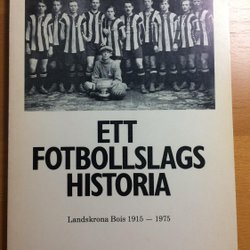 ETT
FOTBOLLSLAGS
HISTORIA
Landskrona Bois 1915 — 1975